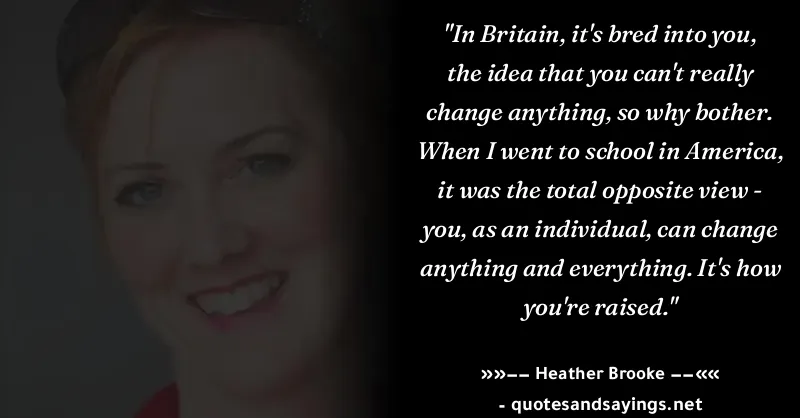 "In Britain, it's bred into you,
the idea that you can't really
change anything, so why bother.
When I went to school in America,
it was the total opposite view -
you, as an individual, can change
anything and everything. It's how
you're raised."
»»—— Heather Brooke ——««
- quotesandsayings.net